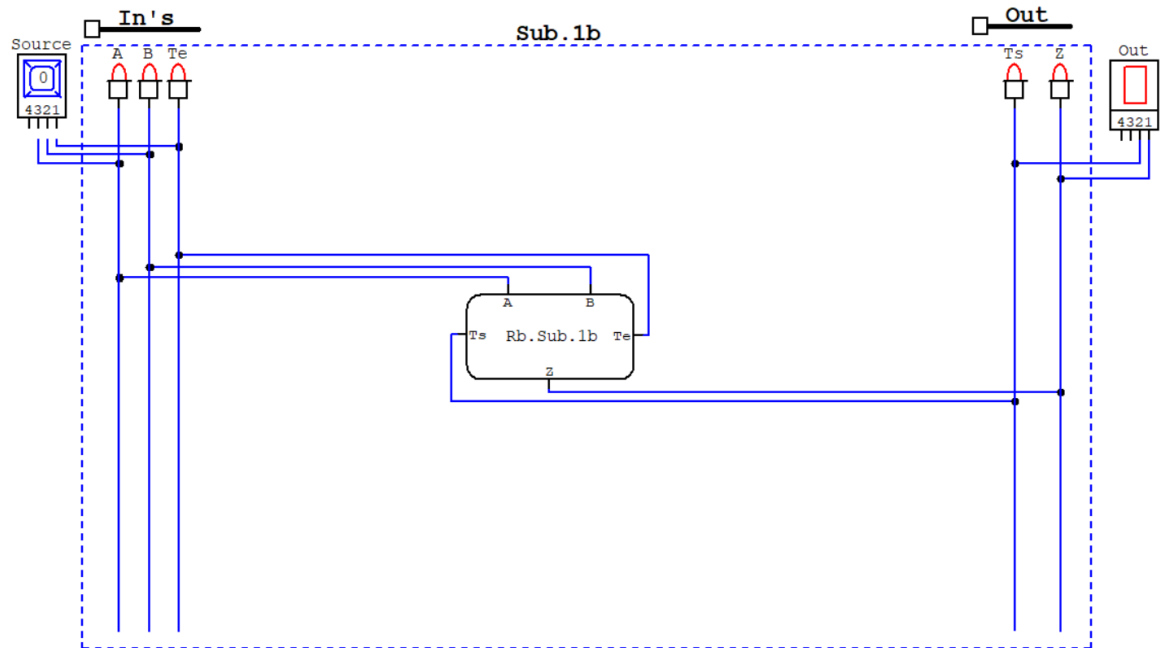 In's
Out
Sub.1b
Source
A B Te
Ts Z
Out
0
4321
4321
A B
Ts Rb.Sub.1b Te
Z